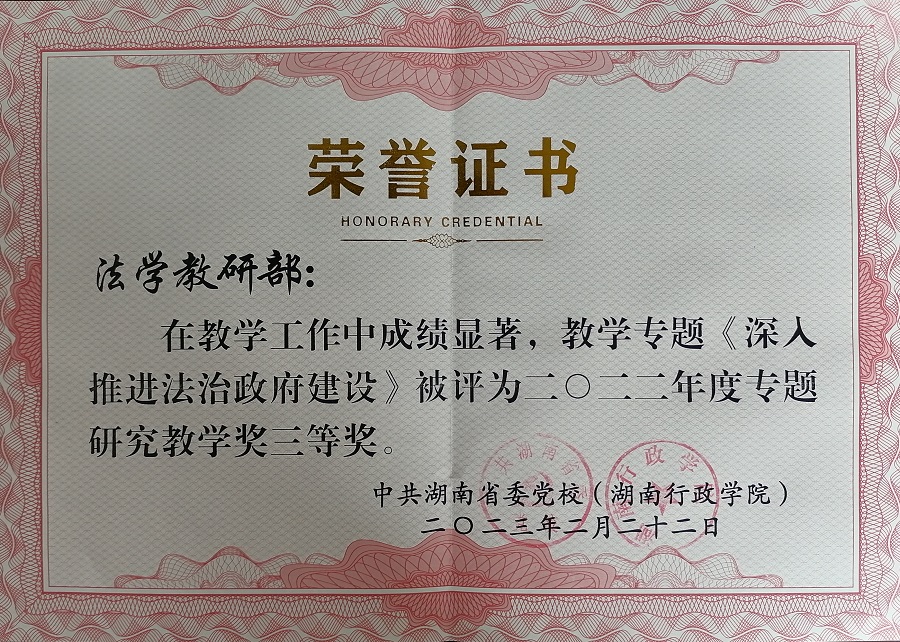 荣誉证书
HONORARY CREDENTIAL
法学教研部：
在教学工作中成绩显著，教学专题《深入
推进法治政府建设》被评为二〇二二年度专题
研究教学奖三等奖。
中共湖南省委党校（湖南行政学院）
二〇二三年二月二十二日